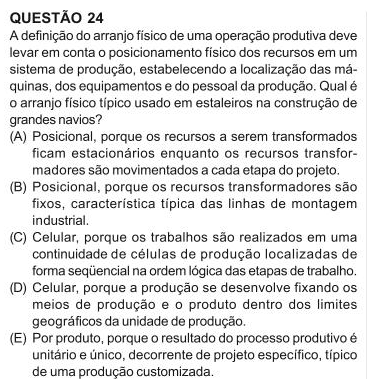 QUESTÃO 24
A definição do arranjo físico de uma operação produtiva deve
levar em conta o posicionamento físico dos recursos em um
sistema de produção, estabelecendo a localização das má-
quinas, dos equipamentos e do pessoal da produção. Qual é
o arranjo físico típico usado em estaleiros na construção de
grandes navios?
(A) Posicional, porque os recursos a serem transformados
ficam estacionários enquanto os recursos transfor-
madores são movimentados a cada etapa do projeto.
(B) Posicional, porque os recursos transformadores são
fixos, característica típica das linhas de montagem
industrial.
(C) Celular, porque os trabalhos são realizados em uma
continuidade de células de produção localizadas de
forma seqüencial na ordem lógica das etapas de trabalho.
(D) Celular, porque a produção se desenvolve fixando os
meios de produção e o produto dentro dos limites
geográficos da unidade de produção.
(E) Por produto, porque o resultado do processo produtivo é
unitário e único, decorrente de projeto específico, típico
de uma produção customizada.